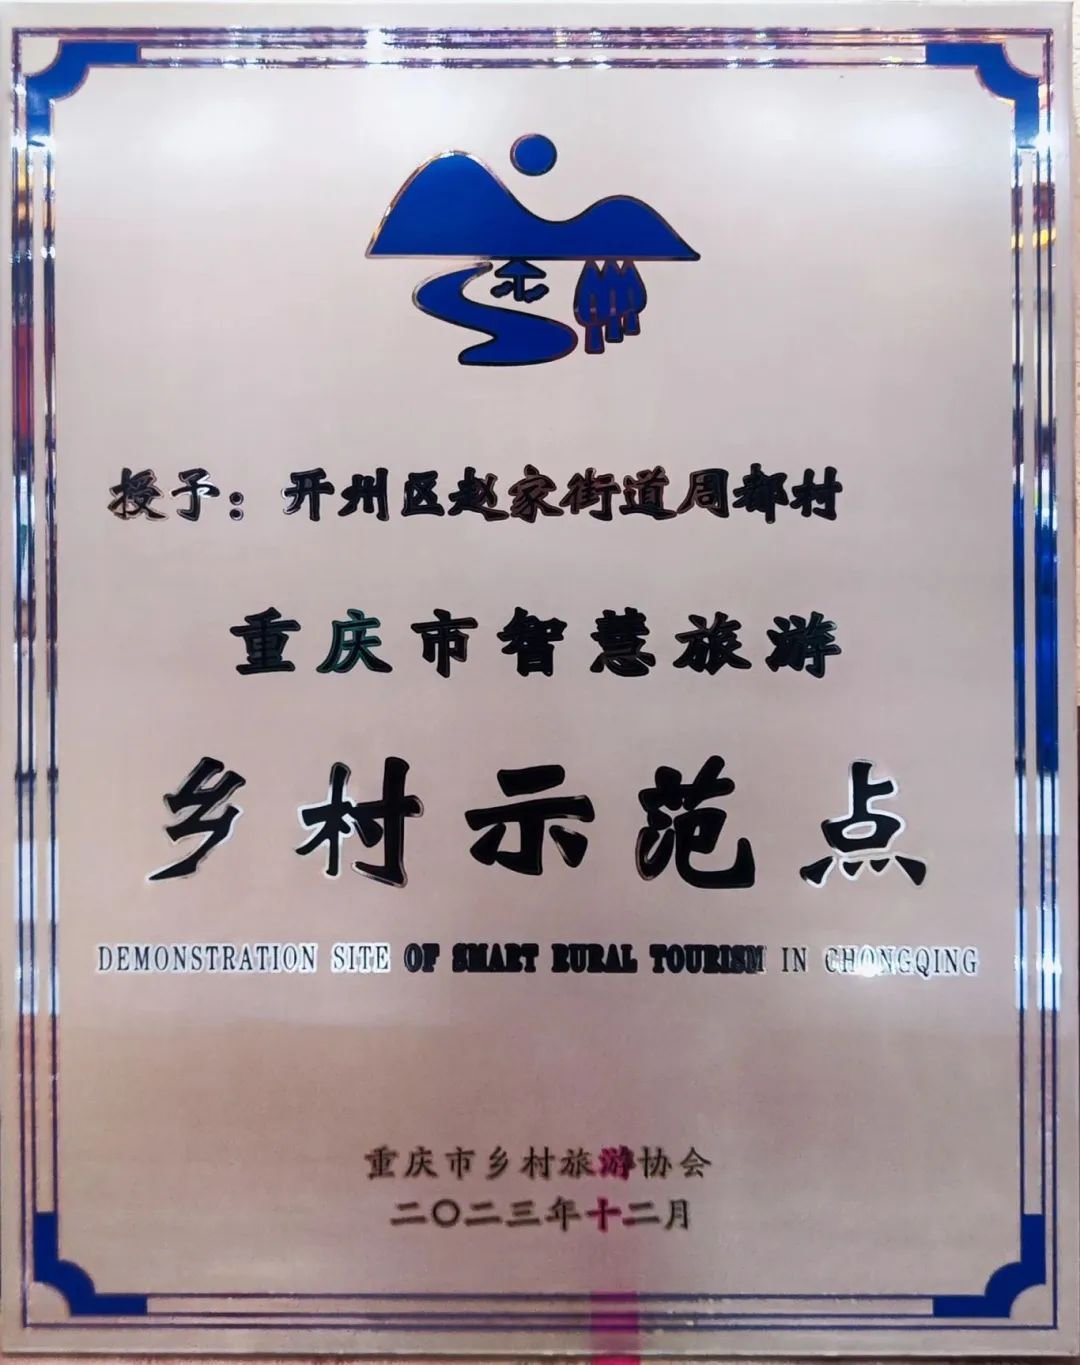 授予：开州区赵家街道周都村
重庆市智慧旅游
乡村示范点
DEMONSTRATION SITE OF SMART RURAL TOURISM IN CHONGQING
重庆市乡村旅游协会
二〇二三年十二月